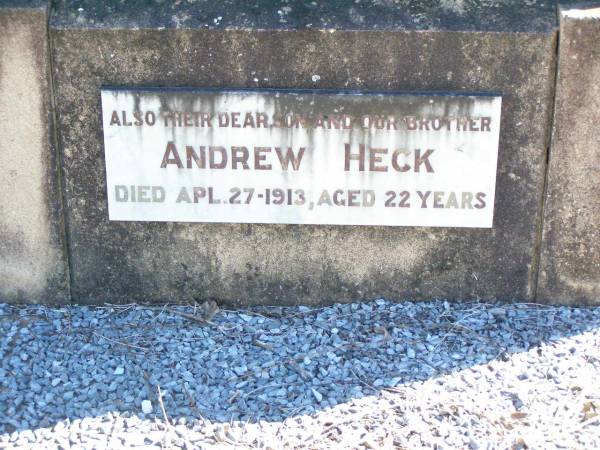 ALSO THEIR DEAR SON AND OUR BROTHER
ANDREW HECK
DIED APL. 27-1913, AGED 22 YEARS